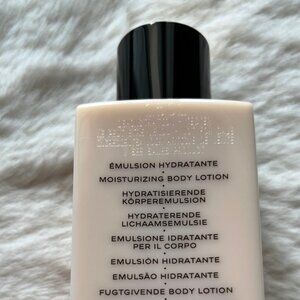 ÉMULSION HYDRATANTE
MOISTURIZING BODY LOTION
HYDRATISIERENDE
KÖRPEREMULSION
HYDRATERENDE
LICHAAMSEMULSIE
EMULSIONE IDRATANTE
PER IL CORPO
EMULSIÓN HIDRATANTE
EMULSÃO HIDRATANTE
FUGTGIVENDE BODY LOTION